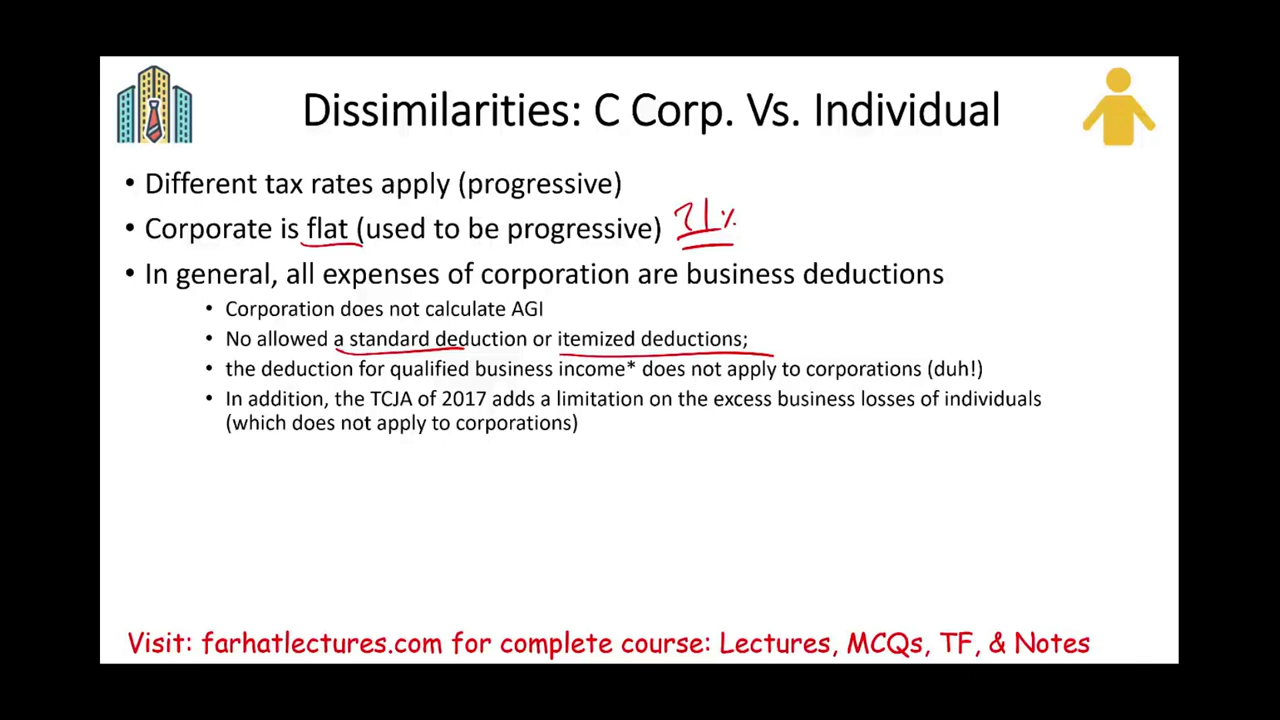 Dissimilarities: C Corp. Vs. Individual
• Different tax rates apply (progressive)
• Corporate is flat (used to be progressive) 21%
• In general, all expenses of corporation are business deductions
• Corporation does not calculate AGI
• No allowed a standard deduction or itemized deductions;
• the deduction for qualified business income* does not apply to corporations (duh!)
• In addition, the TCJA of 2017 adds a limitation on the excess business losses of individuals
(which does not apply to corporations)
Visit: farhatlectures.com for complete course: Lectures, MCQs, TF, & Notes